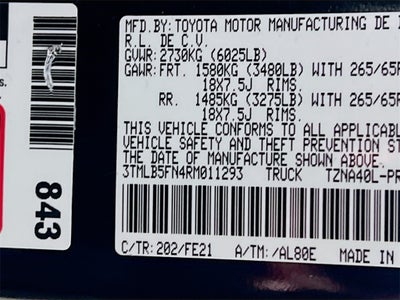 MFD.BY:TOYOTA MOTOR MANUFACTURING DE
R.L. DE C.V.
GVWR: 2730KG (6025LB)
GAWR: FRT. 1580KG (3480LB) WITH 265/65R
18X7.5J RIMS.
RR. 1485KG (3275LB) WITH 265/65R
18X7.5J RIMS.
THIS VEHICLE CONFORMS TO ALL APPLICABL
VEHICLE SAFETY AND THEFT PREVENTION ST
THE DATE OF MANUFACTURE SHOWN ABOVE.
3TMLB5FN4RM011293 TRUCK TZNA40L-PR
C/TR: 202/FE21 A/TM: /AL80E MADE IN
s.
843